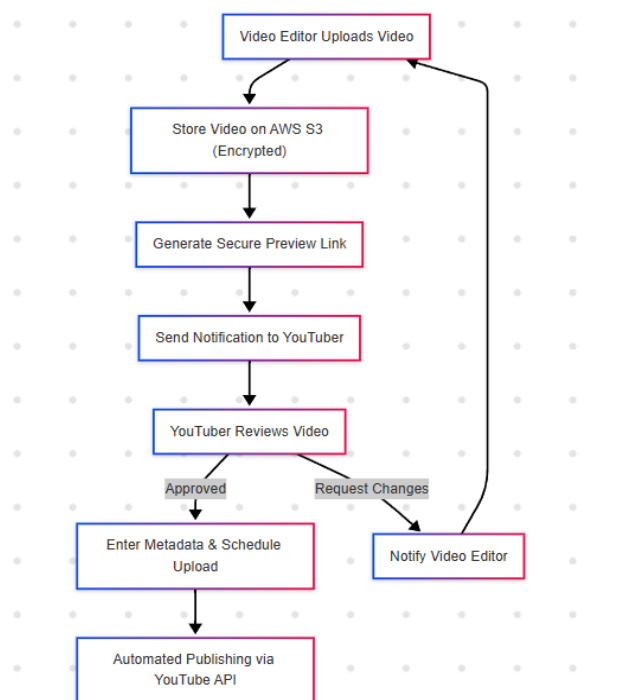 Video Editor Uploads Video
Store Video on AWS S3
(Encrypted)
Generate Secure Preview Link
Send Notification to YouTuber
YouTuber Reviews Video
Approved
Request Changes
Enter Metadata & Schedule
Upload
Notify Video Editor
Automated Publishing via
YouTube API